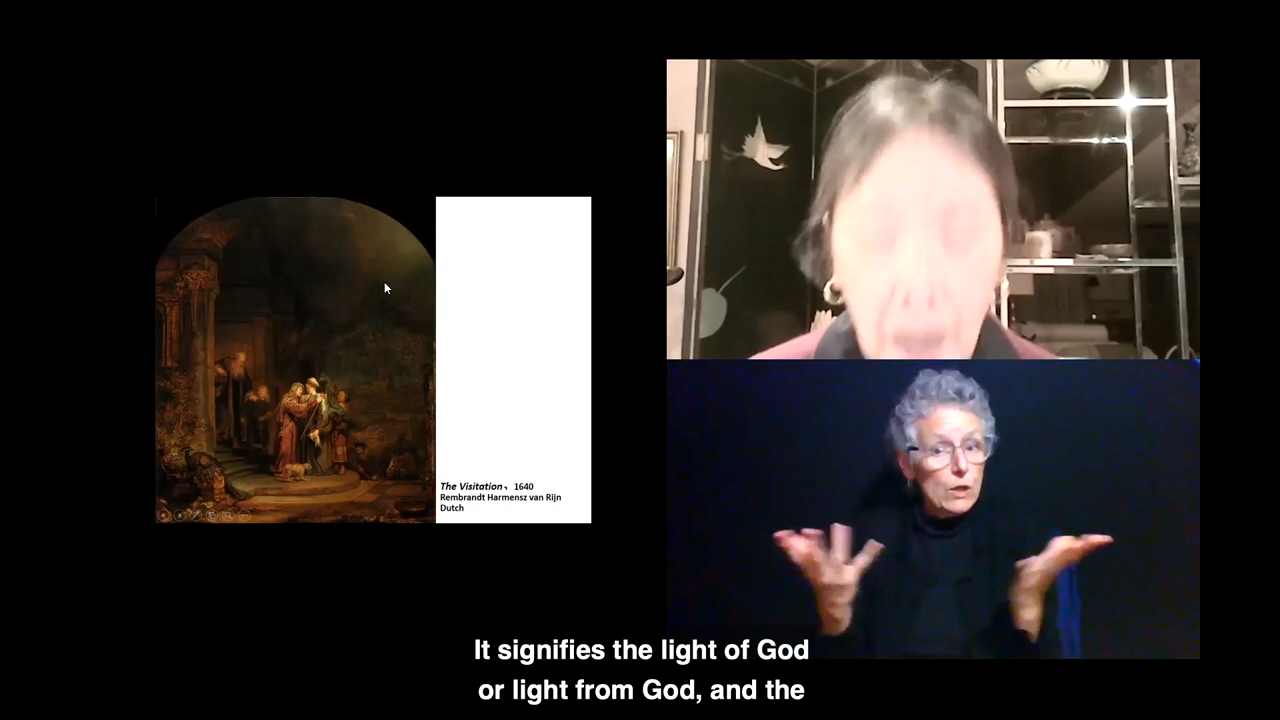 The Visitation, 1640
Rembrandt Harmensz van Rijn
Dutch
It signifies the light of God
or light from God, and the